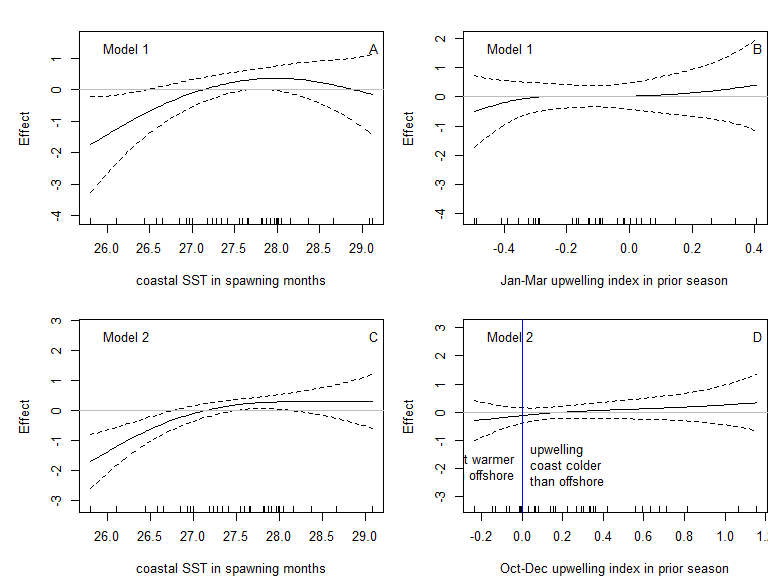 Model 1 A
Effect
1
0
-1
-2
-3
-4
26.0 26.5 27.0 27.5 28.0 28.5 29.0
coastal SST in spawning months
Model 1 B
Effect
2
1
0
-1
-2
-3
-4
-0.4 -0.2 0.0 0.2 0.4
Jan-Mar upwelling index in prior season
Model 2 C
Effect
3
2
1
0
-1
-2
-3
26.0 26.5 27.0 27.5 28.0 28.5 29.0
coastal SST in spawning months
Model 2 D
Effect
3
2
1
0
-1
-2
-3
t warmer
offshore
upwelling
coast colder
than offshore
-0.2 0.0 0.2 0.4 0.6 0.8 1.0 1.
Oct-Dec upwelling index in prior season